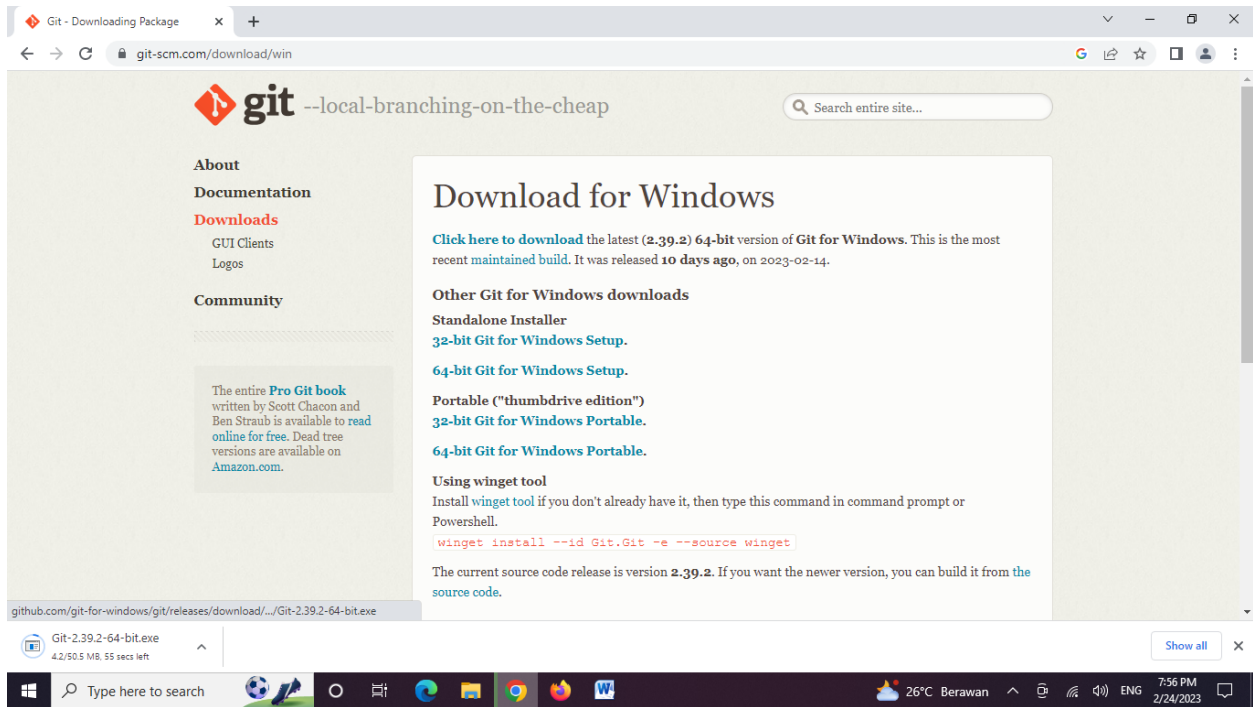 Git - Downloading Package
git-scm.com/download/win
git --local-branching-on-the-cheap
Search entire site...
About
Documentation
Downloads
GUI Clients
Logos
Community
The entire Pro Git book
written by Scott Chacon and
Ben Straub is available to read
online for free. Dead tree
versions are available on
Amazon.com.
Download for Windows
Click here to download the latest (2.39.2) 64-bit version of Git for Windows. This is the most
recent maintained build. It was released 10 days ago, on 2023-02-14.
Other Git for Windows downloads
Standalone Installer
32-bit Git for Windows Setup.
64-bit Git for Windows Setup.
Portable ("thumbdrive edition")
32-bit Git for Windows Portable.
64-bit Git for Windows Portable.
Using winget tool
Install winget tool if you don't already have it, then type this command in command prompt or
Powershell.
winget install --id Git.Git -e --source winget
The current source code release is version 2.39.2. If you want the newer version, you can build it from the
source code.
github.com/git-for-windows/git/releases/download/.../Git-2.39.2-64-bit.exe
Git-2.39.2-64-bit.exe
4.2/50.5 MB, 55 secs left
Show all
Type here to search
26°C Berawan
ENG
7:56 PM
2/24/2023